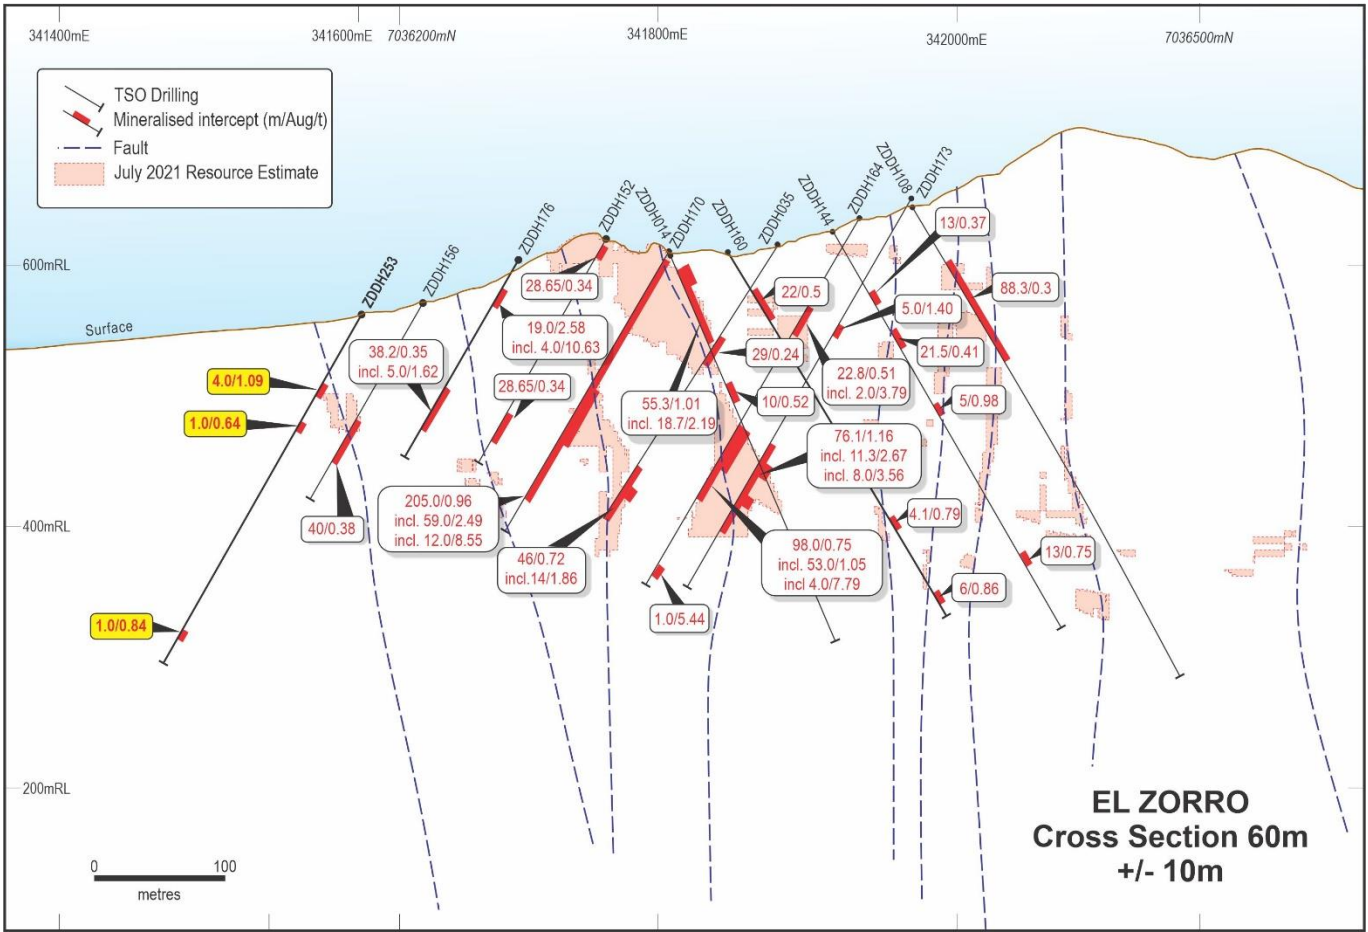 341400mE
341600mE
7036200mN
341800mE
342000mE
7036500mN
TSO Drilling
Mineralised intercept (m/Aug/t)
Fault
July 2021 Resource Estimate
ZDDH253
ZDDH156
ZDDH176
ZDDH152
ZDDH014
ZDDH170
ZDDH160
ZDDH035
ZDDH144
ZDDH164
ZDDH108
ZDDH173
600mRL
Surface
13/0.37
28.65/0.34
22/0.5
88.3/0.3
5.0/1.40
19.0/2.58
incl. 4.0/10.63
38.2/0.35
incl. 5.0/1.62
29/0.24
21.5/0.41
4.0/1.09
28.65/0.34
22.8/0.51
incl. 2.0/3.79
55.3/1.01
incl. 18.7/2.19
10/0.52
5/0.98
1.0/0.64
76.1/1.16
incl. 11.3/2.67
incl. 8.0/3.56
205.0/0.96
incl. 59.0/2.49
incl. 12.0/8.55
40/0.38
400mRL
4.1/0.79
46/0.72
incl.14/1.86
98.0/0.75
incl. 53.0/1.05
incl 4.0/7.79
13/0.75
6/0.86
1.0/5.44
1.0/0.84
200mRL
EL ZORRO
Cross Section 60m
+/- 10m
0
100
metres